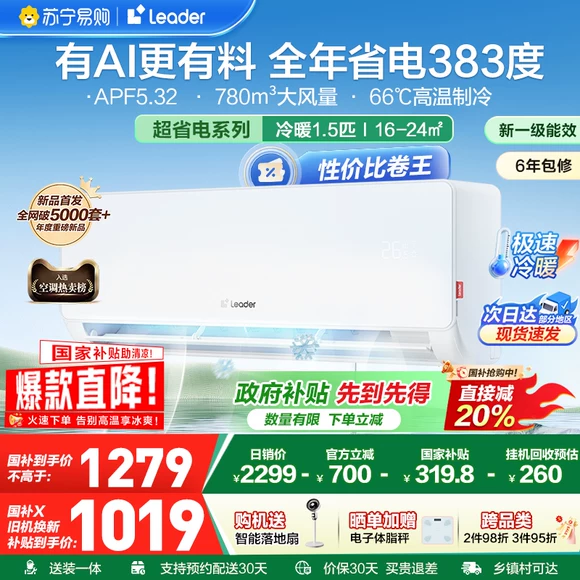 苏宁易购 Leader
有AI更有料 全年省电383度
·APF5.32 · 780m³大风量 · 66℃高温制冷
超省电系列 冷暖1.5匹 | 16-24㎡
新一级能效
6年包修
性价比卷王
新品首发
全网破5000套+
年度重磅新品
入选
空调热卖榜
26.
Leader
Leader
极速
冷暖
次日达 部分地区
现货速发
国家补贴助清凉!
爆款直降!
火速下单 告别高温享冰爽!
政府补贴 先到先得
数量有限 下单立减
国补抢购中!
直接减
20%
国补到手价
不高于: 1279
日销价 官方立减 国家补贴 挂机回收预估
¥2299- ¥700- ¥319.8- ¥260
国补X
旧机换新
补贴到手价: 1019
购机送
智能落地扇
晒单加赠
电子体脂秤
跨品类
2件98折 3件95折
送装一体 支持预约配送30天 价保30天 买贵退差 乡镇村可达